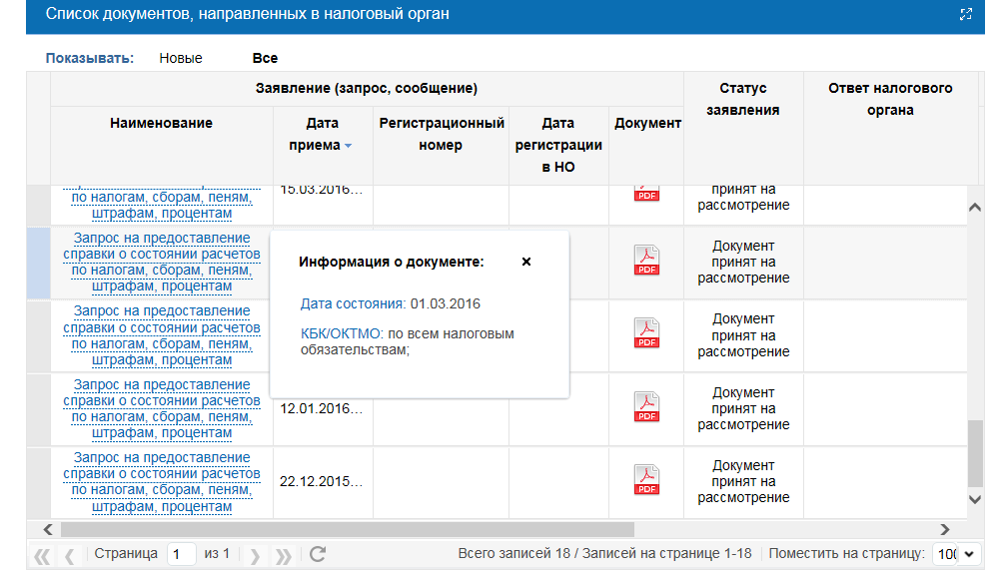 Список документов, направленных в налоговый орган
Показывать: Новые Все
Заявление (запрос, сообщение)
Статус заявления
Ответ налогового органа
Наименование
Дата приема
Регистрационный номер
Дата регистрации в НО
Документ
по налогам, сборам, пеням,
штрафам, процентам
15.03.2016...
PDF
принят на
рассмотрение
Запрос на предоставление
справки о состоянии расчетов
по налогам, сборам, пеням,
штрафам, процентам
PDF
Документ
принят на
рассмотрение
Информация о документе:
Дата состояния: 01.03.2016
КБК/ОКТМО: по всем налоговым
обязательствам;
Запрос на предоставление
справки о состоянии расчетов
по налогам, сборам, пеням,
штрафам, процентам
PDF
Документ
принят на
рассмотрение
Запрос на предоставление
справки о состоянии расчетов
по налогам, сборам, пеням,
штрафам, процентам
12.01.2016...
PDF
Документ
принят на
рассмотрение
Запрос на предоставление
справки о состоянии расчетов
по налогам, сборам, пеням,
штрафам, процентам
22.12.2015...
PDF
Документ
принят на
рассмотрение
Страница 1 из 1
Всего записей 18 / Записей на странице 1-18
Поместить на страницу: 100